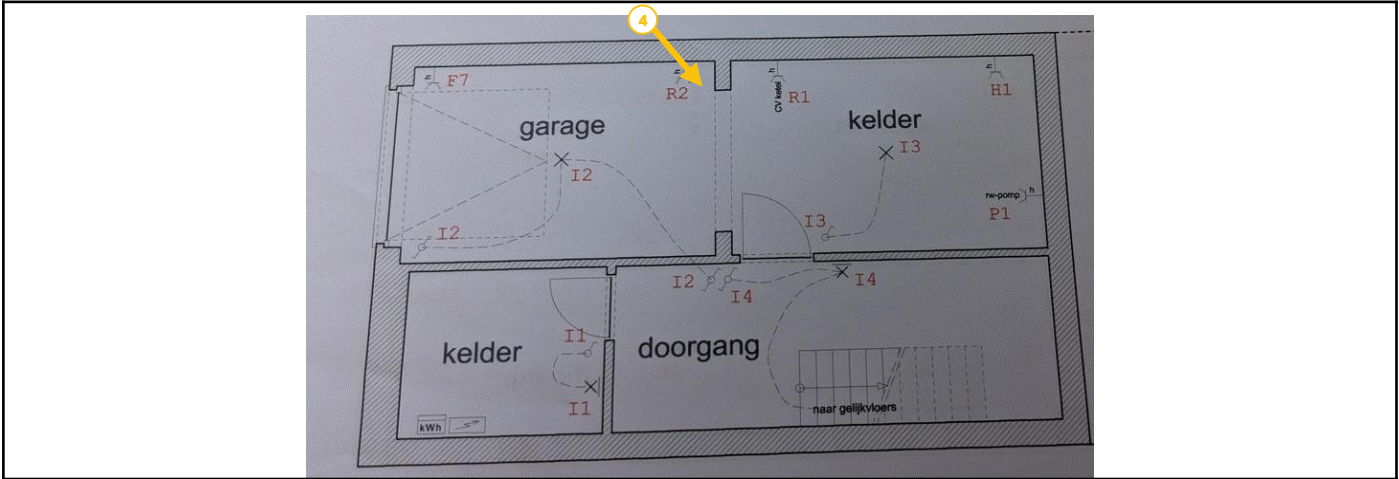 4
h
F7
h
R2
h
CV ketel
R1
h
H1
garage
kelder
I2
I3
rw-pomp
h
P1
I2
I3
I2
I4
I4
kelder
I1
doorgang
I1
naar gelijkvloers
kWh